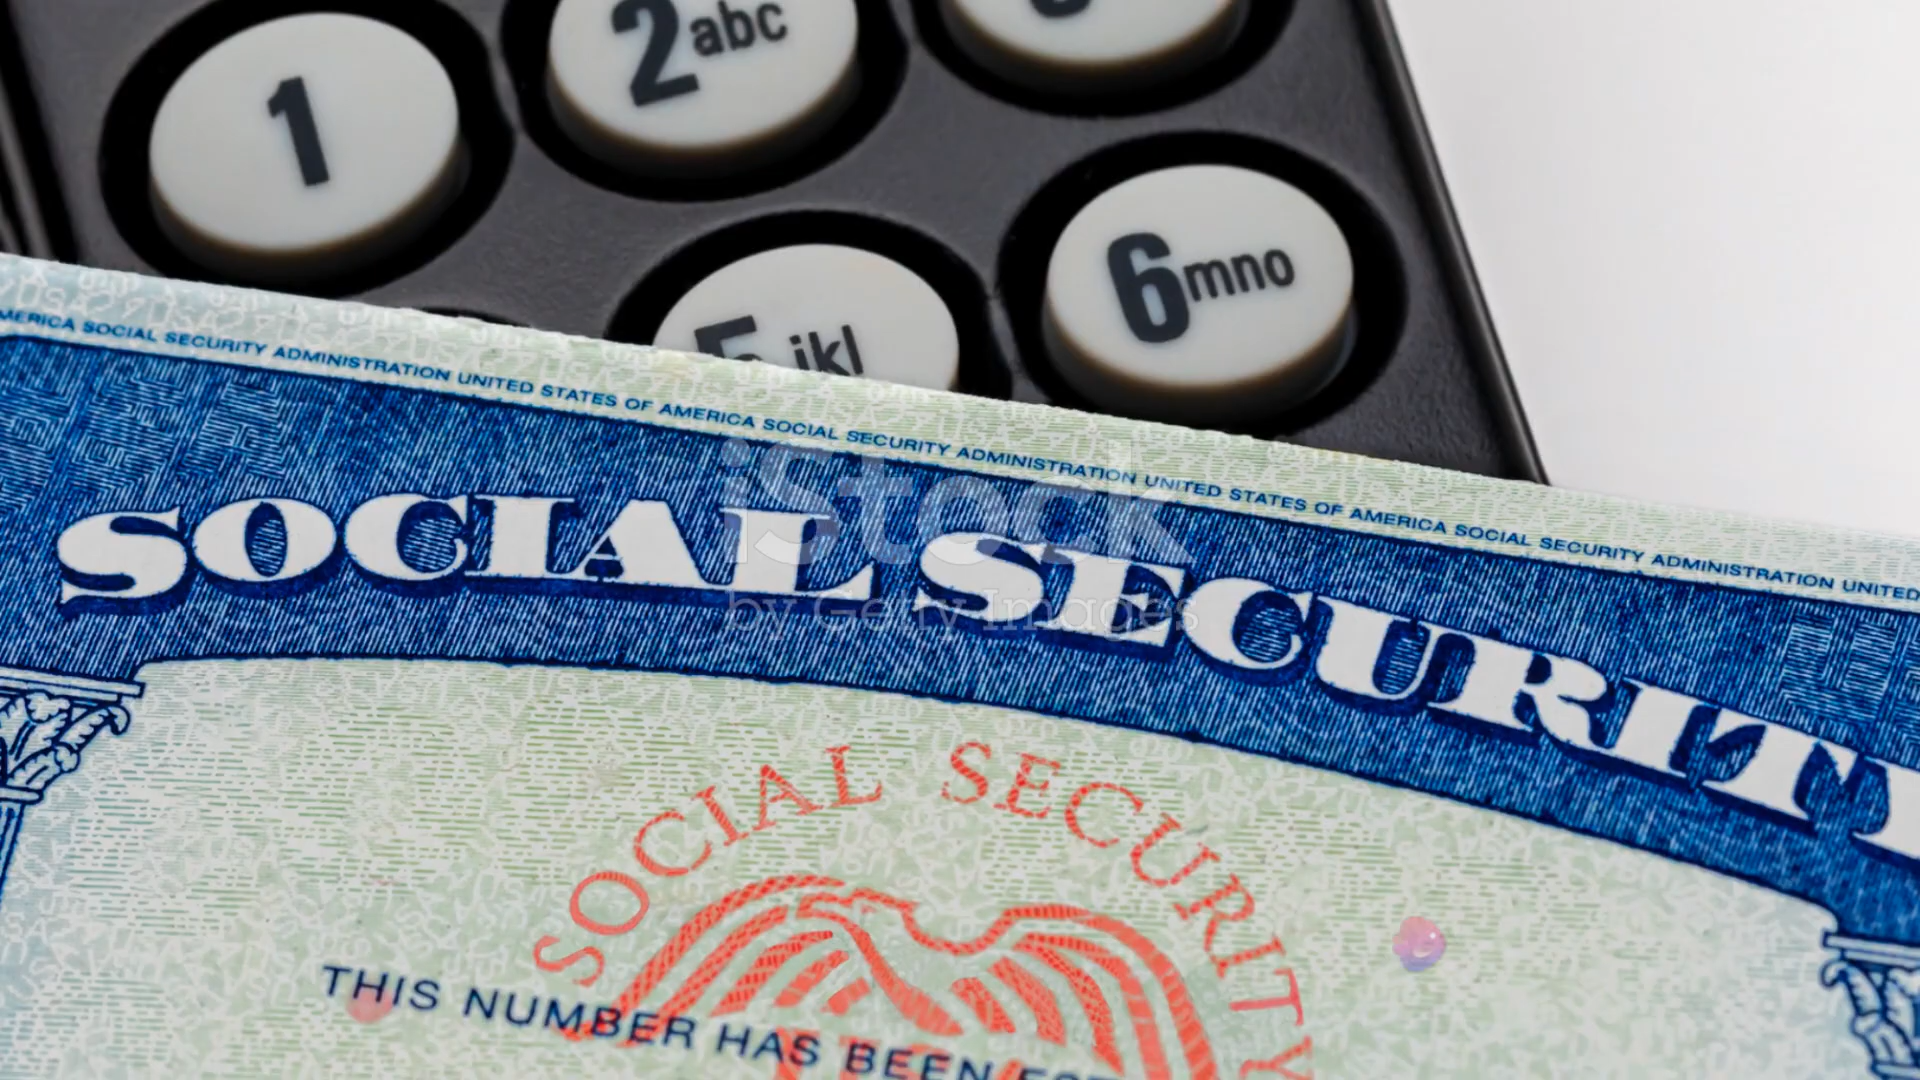 1
2abc
6mno
5 jkl
AMERICA SOCIAL SECURITY ADMINISTRATION UNITED STATES OF AMERICA SOCIAL SECURITY ADMINISTRATION UNITED STATES OF AMERICA SOCIAL SECURITY ADMINISTRATION UNITED
SOCIAL SECURITY
iStock
by Getty Images
SOCIAL SECURITY
THIS NUMBER HAS BEEN